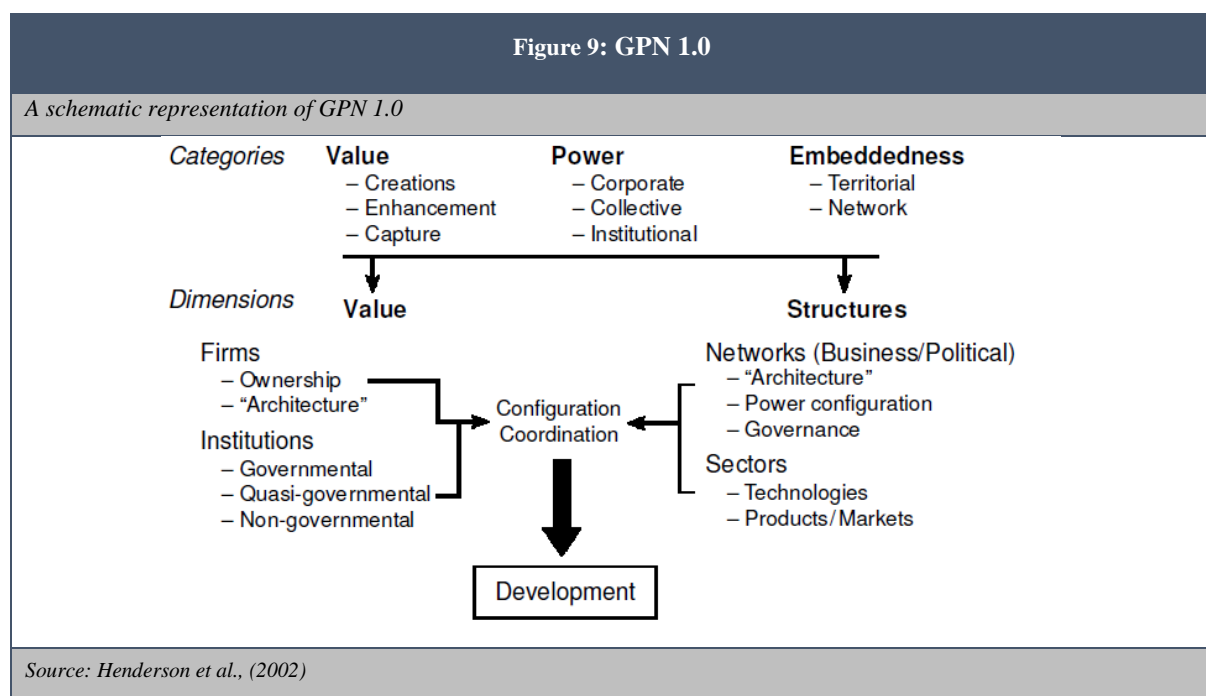 Figure 9: GPN 1.0
A schematic representation of GPN 1.0
Categories
Value
– Creations
– Enhancement
– Capture
Power
– Corporate
– Collective
– Institutional
Embeddedness
– Territorial
– Network
Dimensions
Value
Structures
Firms
– Ownership
– “Architecture”
Institutions
– Governmental
– Quasi-governmental
– Non-governmental
Configuration
Coordination
Networks (Business/Political)
– “Architecture”
– Power configuration
– Governance
Sectors
– Technologies
– Products/Markets
Development
Source: Henderson et al., (2002)